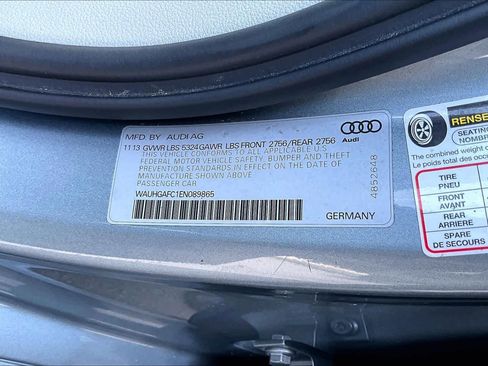 MFD. BY AUDI AG
Audi
11 13 GVWR LBS 5324 GAWR LBS FRONT 2756/REAR 2756
THIS VEHICLE CONFORMS TO ALL APPLICABLE US
FEDERAL MOTOR VEHICLE SAFETY, BUMPER AND THEFT
PREVENTION STANDARDS IN EFFECT ON THE DATE OF
MANUFACTURE SHOWN ABOVE
PASSENGER CAR
WAUHGAFC1EN089865
GERMANY
4852648
RENSE
SEATING
NOMBRE
The combined weight
Le poids total des occ
TIRE
PNEU
FRONT
AVANT
REAR
ARRIERE
SPARE
DE SECOURS